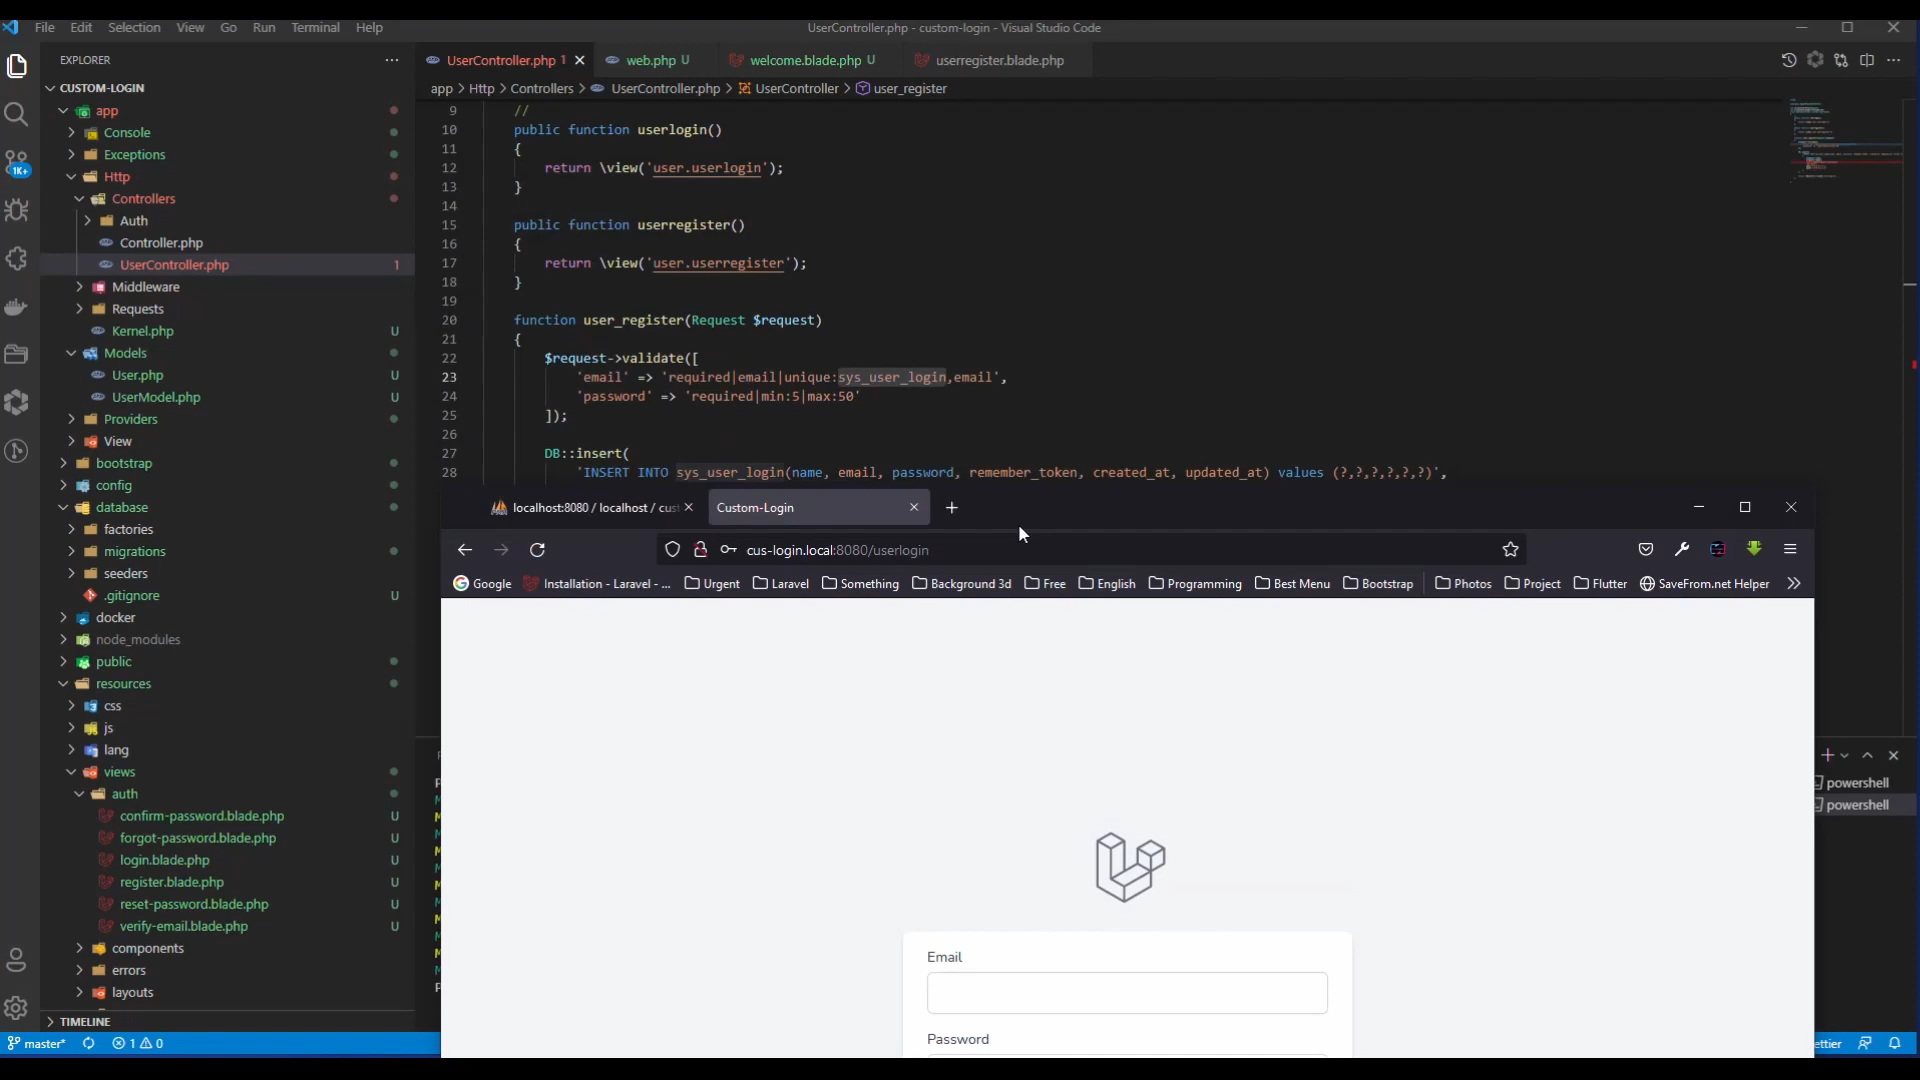 File Edit Selection View Go Run Terminal Help
UserController.php - custom-login - Visual Studio Code
EXPLORER
CUSTOM-LOGIN
app
Console
Exceptions
Http
Controllers
Auth
Controller.php
UserController.php 1
Middleware
Requests
Kernel.php U
Models
User.php U
UserModel.php U
Providers
View
bootstrap
config
database
factories
migrations
seeders
.gitignore U
docker
node_modules
public
resources
css
js
lang
views
auth
confirm-password.blade.php U
forgot-password.blade.php U
login.blade.php U
register.blade.php U
reset-password.blade.php U
verify-email.blade.php U
components
errors
layouts
TIMELINE
1K+
master* 1 0
UserController.php 1 web.php U welcome.blade.php U userregister.blade.php
app > Http > Controllers > UserController.php > UserController > user_register
9 //
10 public function userlogin()
11 {
12 return \view('user.userlogin');
13 }
14
15 public function userregister()
16 {
17 return \view('user.userregister');
18 }
19
20 function user_register(Request $request)
21 {
22 $request->validate([
23 'email' => 'required|email|unique:sys_user_login,email',
24 'password' => 'required|min:5|max:50'
25 ]);
26
27 DB::insert(
28 'INSERT INTO sys_user_login(name, email, password, remember_token, created_at, updated_at) values (?,?,?,?,?,?)',
localhost:8080 / localhost / cus
Custom-Login
cus-login.local:8080/userlogin
Google Installation - Laravel - ... Urgent Laravel Something Background 3d Free English Programming Best Menu Bootstrap Photos Project Flutter SaveFrom.net Helper
Email
Password
powershell
powershell
ettier